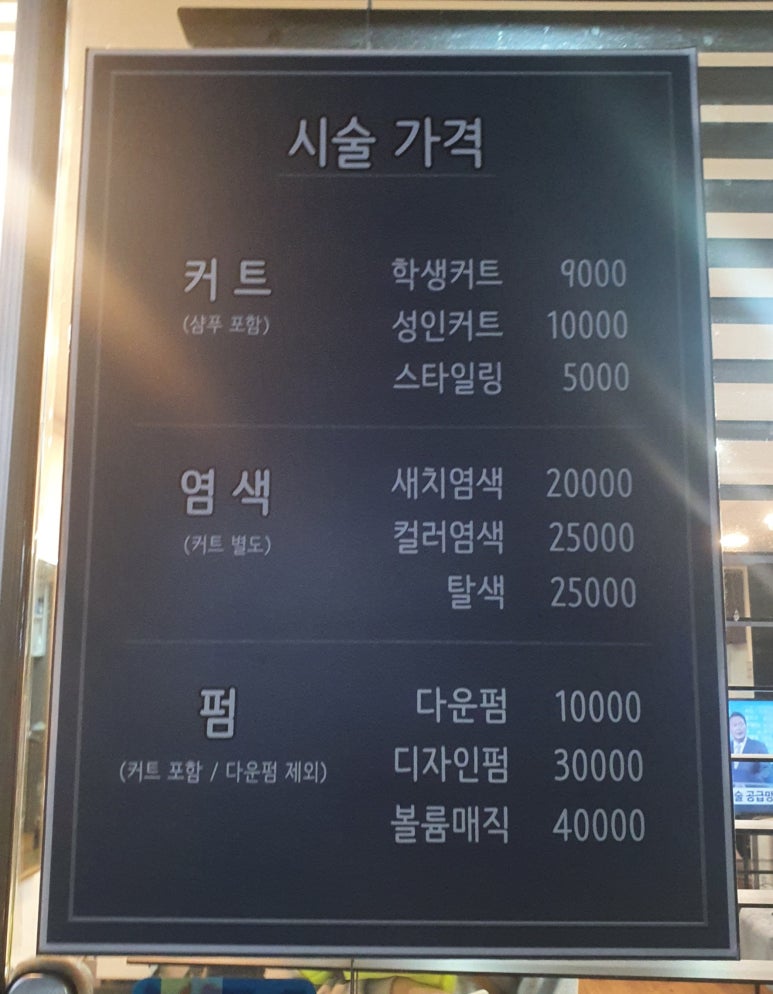 시술 가격
커트
(샴푸 포함)
학생커트 9000
성인커트 10000
스타일링 5000
염색
(커트 별도)
새치염색 20000
컬러염색 25000
탈색 25000
펌
(커트 포함 / 다운펌 제외)
다운펌 10000
디자인펌 30000
볼륨매직 40000